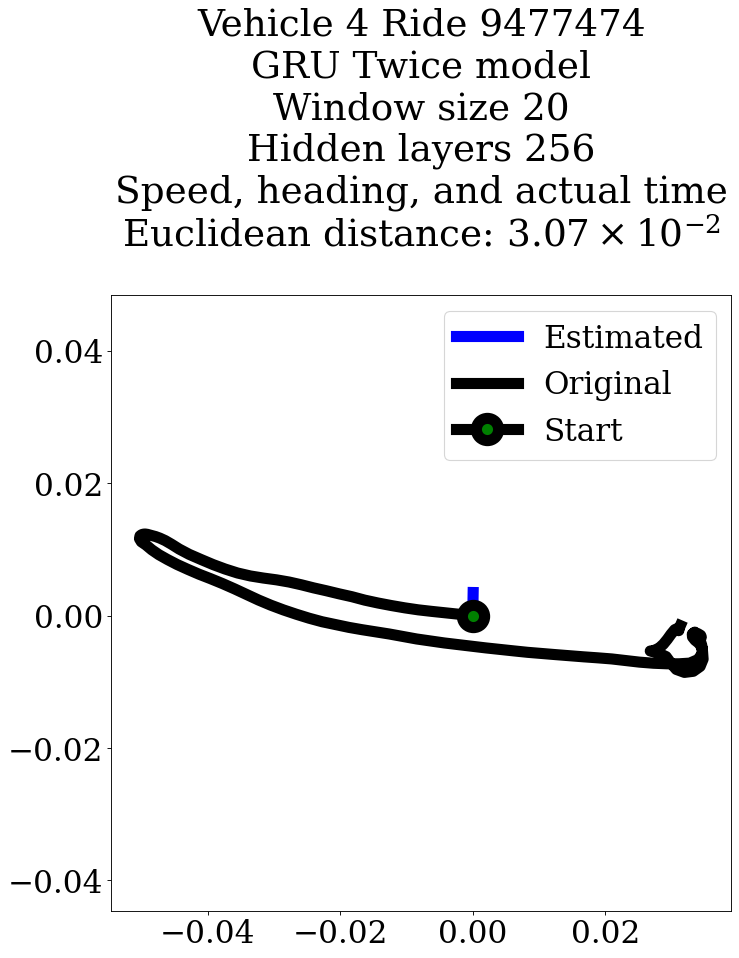 Vehicle 4 Ride 9477474
GRU Twice model
Window size 20
Hidden layers 256
Speed, heading, and actual time
Euclidean distance: 3.07 × 10⁻²
Estimated
Original
Start
0.04
0.02
0.00
−0.02
−0.04
−0.04 −0.02 0.00 0.02